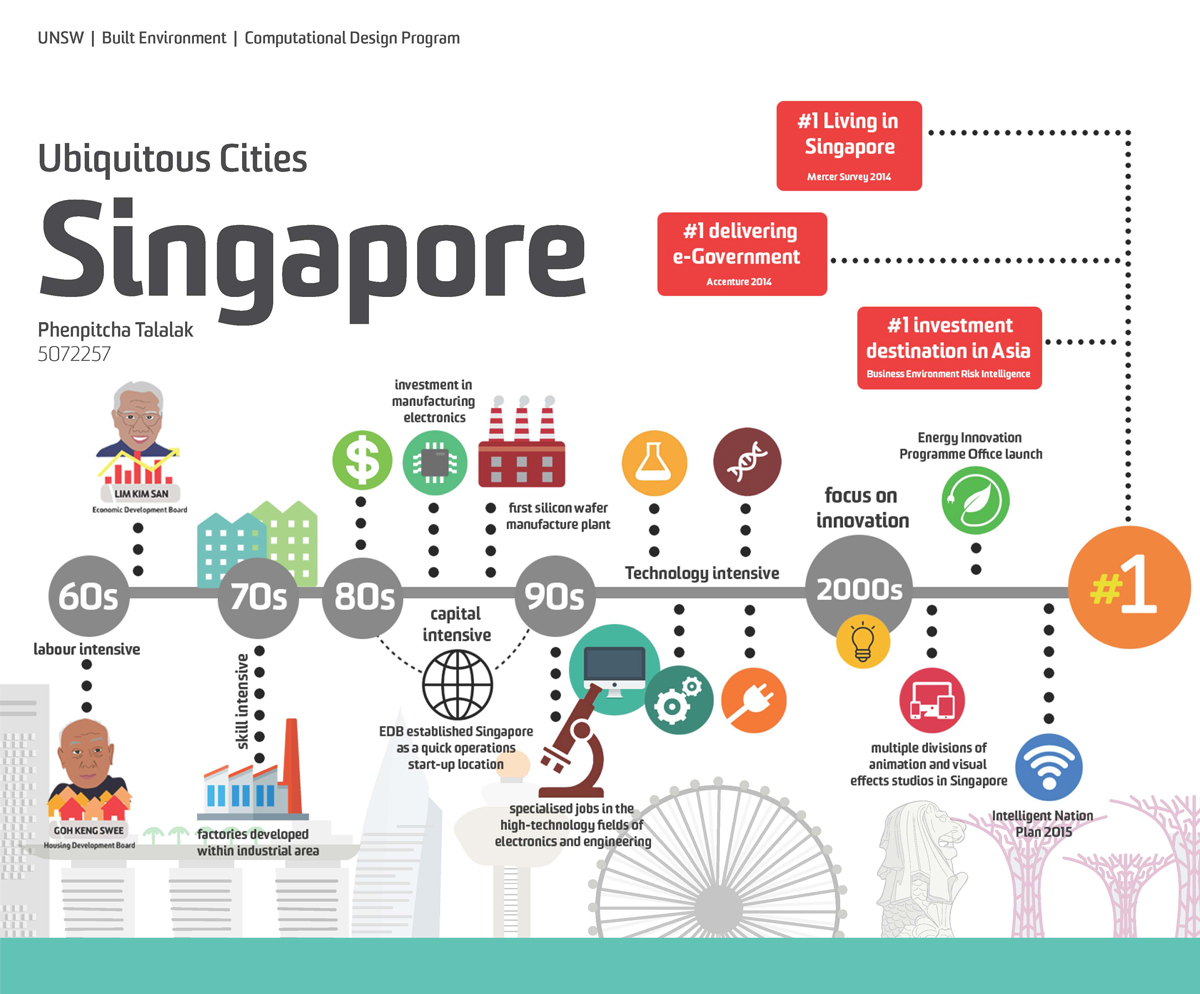 UNSW | Built Environment | Computational Design Program
Ubiquitous Cities
Singapore
Phenpitcha Talalak
5072257
#1 Living in
Singapore
Mercer Survey 2014
#1 delivering
e-Government
Accenture 2014
#1 investment
destination in Asia
Business Environment Risk Intelligence
LIM KIM SAN
Economic Development Board
investment in
manufacturing
electronics
$
first silicon wafer
manufacture plant
Technology intensive
focus on
innovation
Energy Innovation
Programme Office launch
60s
70s
80s
90s
2000s
#1
labour intensive
skill intensive
capital
intensive
GOH KENG SWEE
Housing Development Board
factories developed
within industrial area
EDB established Singapore
as a quick operations
start-up location
specialised jobs in the
high-technology fields of
electronics and engineering
multiple divisions of
animation and visual
effects studios in Singapore
Intelligent Nation
Plan 2015